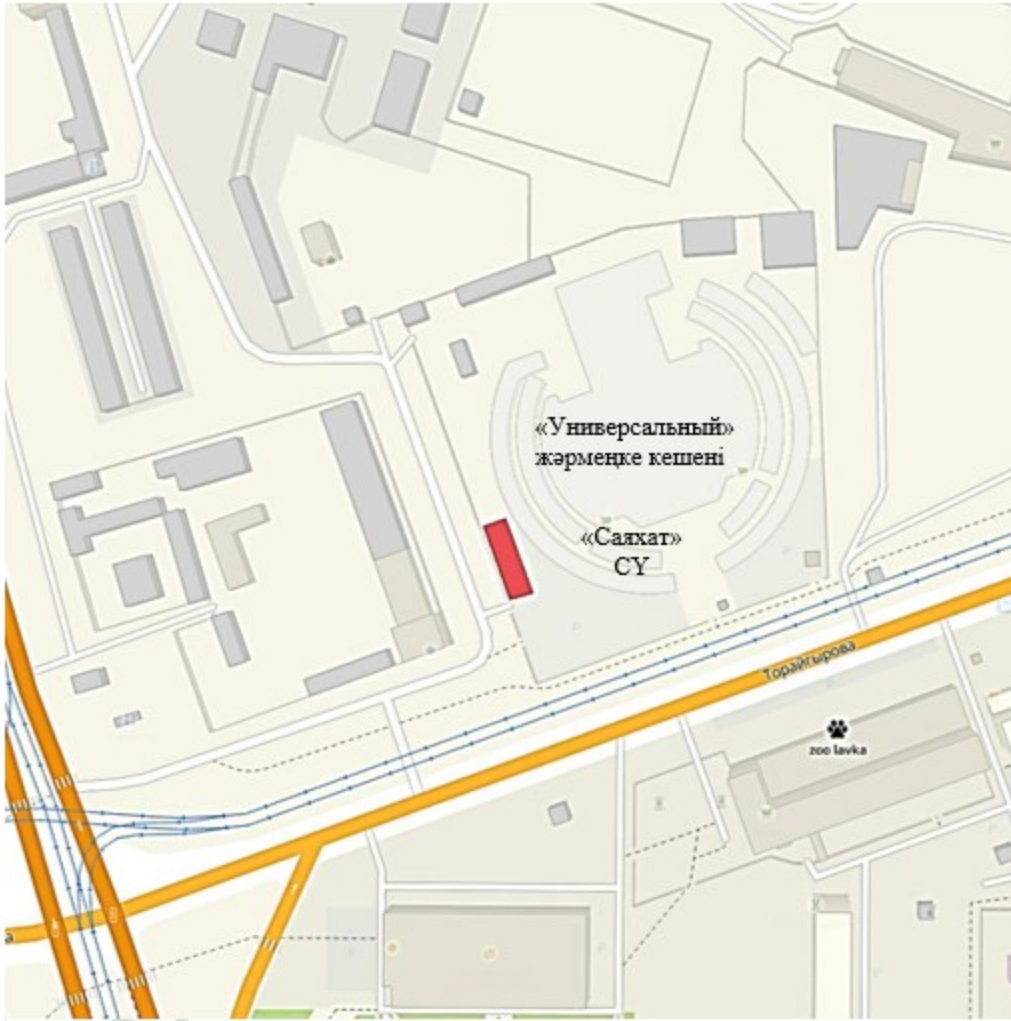 «Универсальный»
жәрмеңке кешені
«Саяхат»
СҮ
Торайгырова
zoo lavka
а